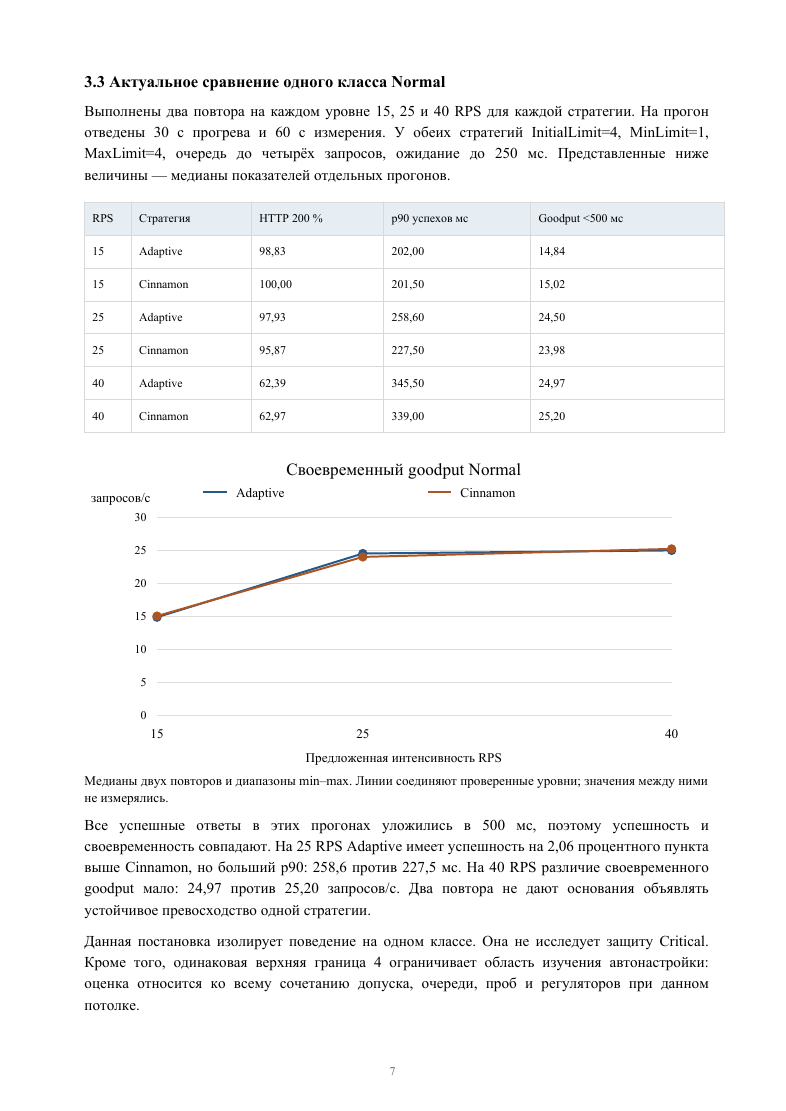 3.3 Актуальное сравнение одного класса Normal
Выполнены два повтора на каждом уровне 15, 25 и 40 RPS для каждой стратегии. На прогон
отведены 30 с прогрева и 60 с измерения. У обеих стратегий InitialLimit=4, MinLimit=1,
MaxLimit=4, очередь до четырёх запросов, ожидание до 250 мс. Представленные ниже
величины — медианы показателей отдельных прогонов.
RPS Стратегия HTTP 200 % p90 успехов мс Goodput <500 мс
15 Adaptive 98,83 202,00 14,84
15 Cinnamon 100,00 201,50 15,02
25 Adaptive 97,93 258,60 24,50
25 Cinnamon 95,87 227,50 23,98
40 Adaptive 62,39 345,50 24,97
40 Cinnamon 62,97 339,00 25,20
Своевременный goodput Normal
запросов/с Adaptive Cinnamon
30
25
20
15
10
5
0
15 25 40
Предложенная интенсивность RPS
Медианы двух повторов и диапазоны min–max. Линии соединяют проверенные уровни; значения между ними
не измерялись.
Все успешные ответы в этих прогонах уложились в 500 мс, поэтому успешность и
своевременность совпадают. На 25 RPS Adaptive имеет успешность на 2,06 процентного пункта
выше Cinnamon, но больший p90: 258,6 против 227,5 мс. На 40 RPS различие своевременного
goodput мало: 24,97 против 25,20 запросов/с. Два повтора не дают основания объявлять
устойчивое превосходство одной стратегии.
Данная постановка изолирует поведение на одном классе. Она не исследует защиту Critical.
Кроме того, одинаковая верхняя граница 4 ограничивает область изучения автонастройки:
оценка относится ко всему сочетанию допуска, очереди, проб и регуляторов при данном
потолке.
7